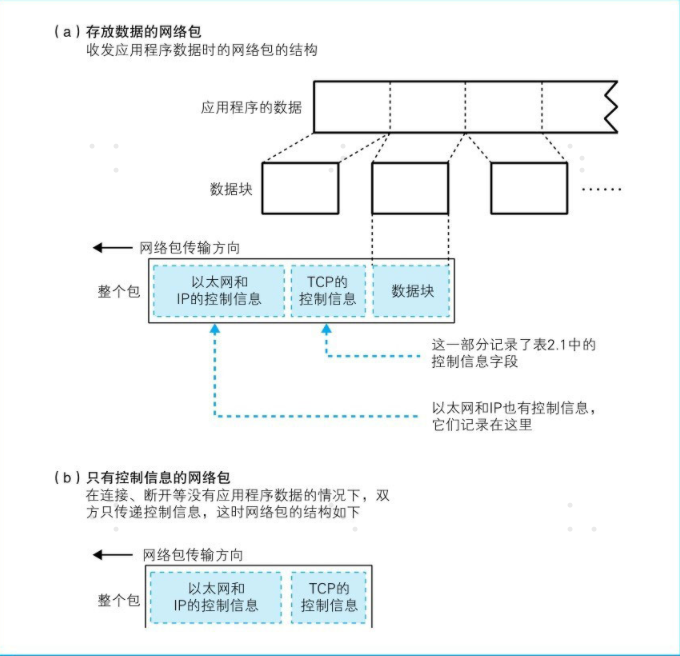 （a）存放数据的网络包
收发应用程序数据时的网络包的结构
应用程序的数据
数据块
······
网络包传输方向
整个包
以太网和
IP的控制信息
TCP的
控制信息
数据块
这一部分记录了表2.1中的
控制信息字段
以太网和IP也有控制信息，
它们记录在这里
（b）只有控制信息的网络包
在连接、断开等没有应用程序数据的情况下，双
方只传递控制信息，这时网络包的结构如下
网络包传输方向
整个包
以太网和
IP的控制信息
TCP的
控制信息